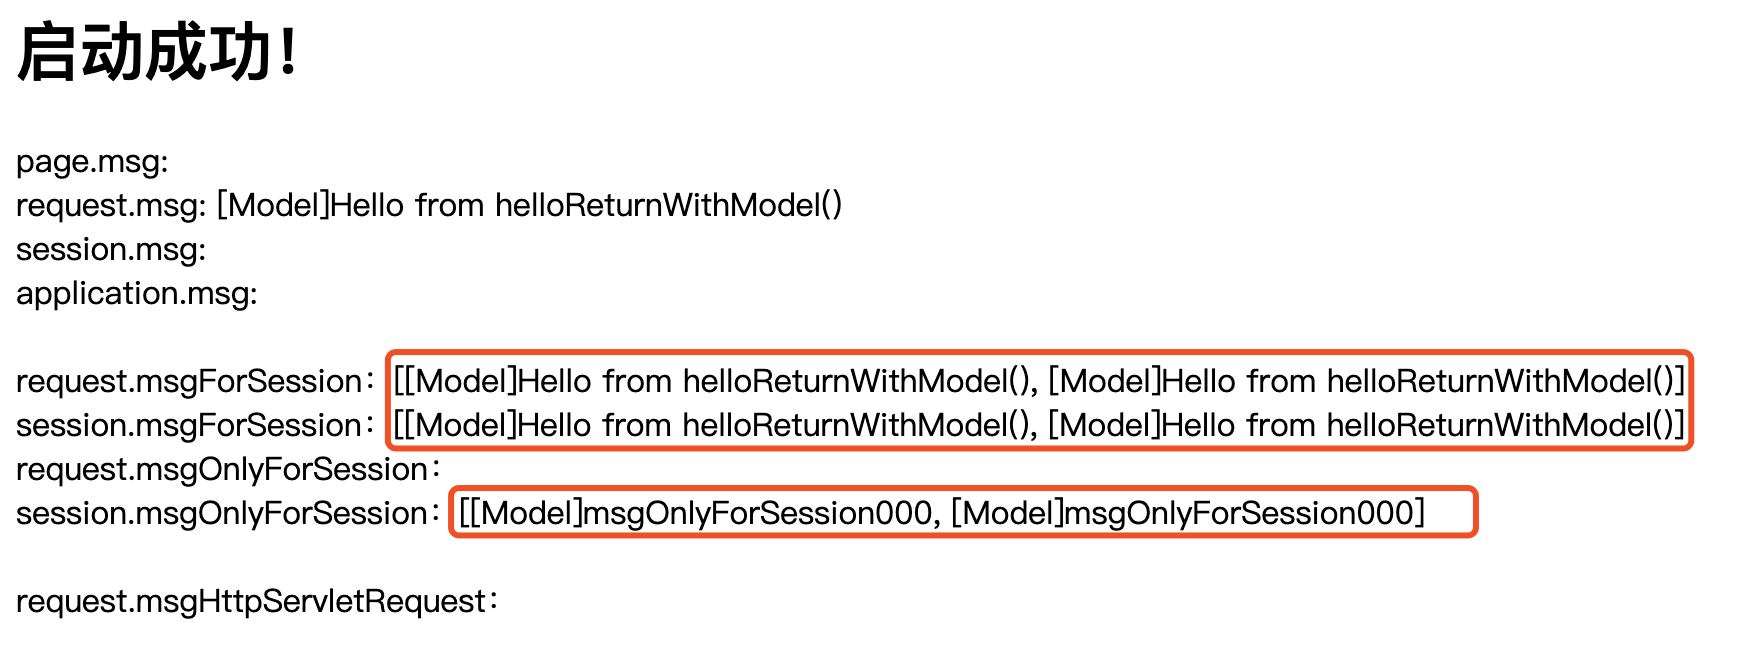 启动成功！
page.msg:
request.msg: [Model]Hello from helloReturnWithModel()
session.msg:
application.msg:
request.msgForSession：[[Model]Hello from helloReturnWithModel(), [Model]Hello from helloReturnWithModel()]
session.msgForSession：[[Model]Hello from helloReturnWithModel(), [Model]Hello from helloReturnWithModel()]
request.msgOnlyForSession：
session.msgOnlyForSession：[[Model]msgOnlyForSession000, [Model]msgOnlyForSession000]
request.msgHttpServletRequest：